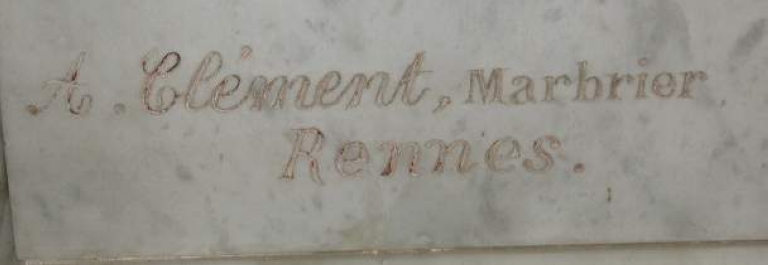 A. Clément, Marbrier
Rennes.